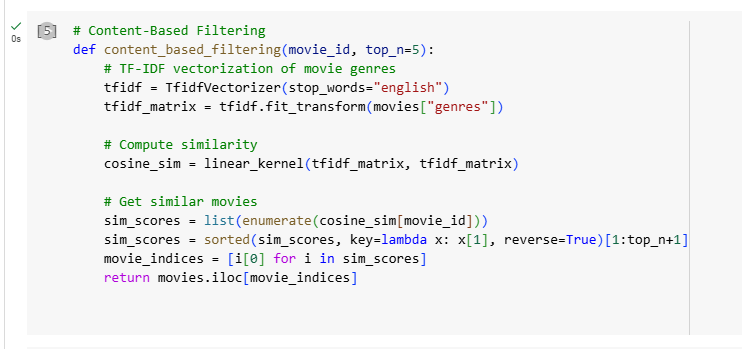 [5]
0s
# Content-Based Filtering
def content_based_filtering(movie_id, top_n=5):
    # TF-IDF vectorization of movie genres
    tfidf = TfidfVectorizer(stop_words="english")
    tfidf_matrix = tfidf.fit_transform(movies["genres"])

    # Compute similarity
    cosine_sim = linear_kernel(tfidf_matrix, tfidf_matrix)

    # Get similar movies
    sim_scores = list(enumerate(cosine_sim[movie_id]))
    sim_scores = sorted(sim_scores, key=lambda x: x[1], reverse=True)[1:top_n+1]
    movie_indices = [i[0] for i in sim_scores]
    return movies.iloc[movie_indices]